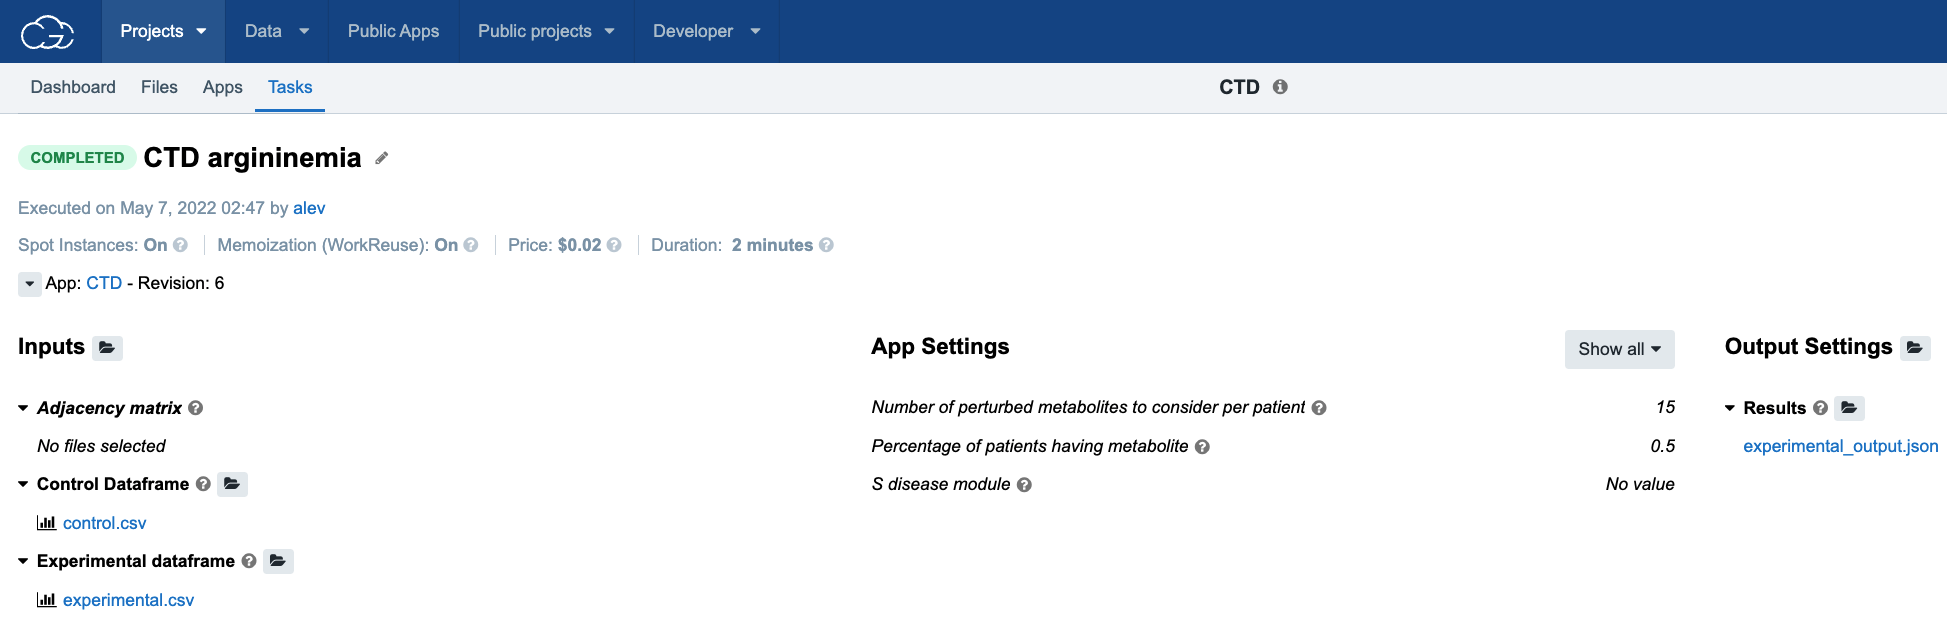 Projects Data Public Apps Public projects Developer
Dashboard Files Apps Tasks CTD
COMPLETED CTD argininemia
Executed on May 7, 2022 02:47 by alev
Spot Instances: On Memoization (WorkReuse): On Price: $0.02 Duration: 2 minutes
App: CTD - Revision: 6
Inputs App Settings Show all Output Settings
Adjacency matrix Number of perturbed metabolites to consider per patient 15 Results
No files selected Percentage of patients having metabolite 0.5 experimental_output.json
Control Dataframe S disease module No value
control.csv
Experimental dataframe
experimental.csv